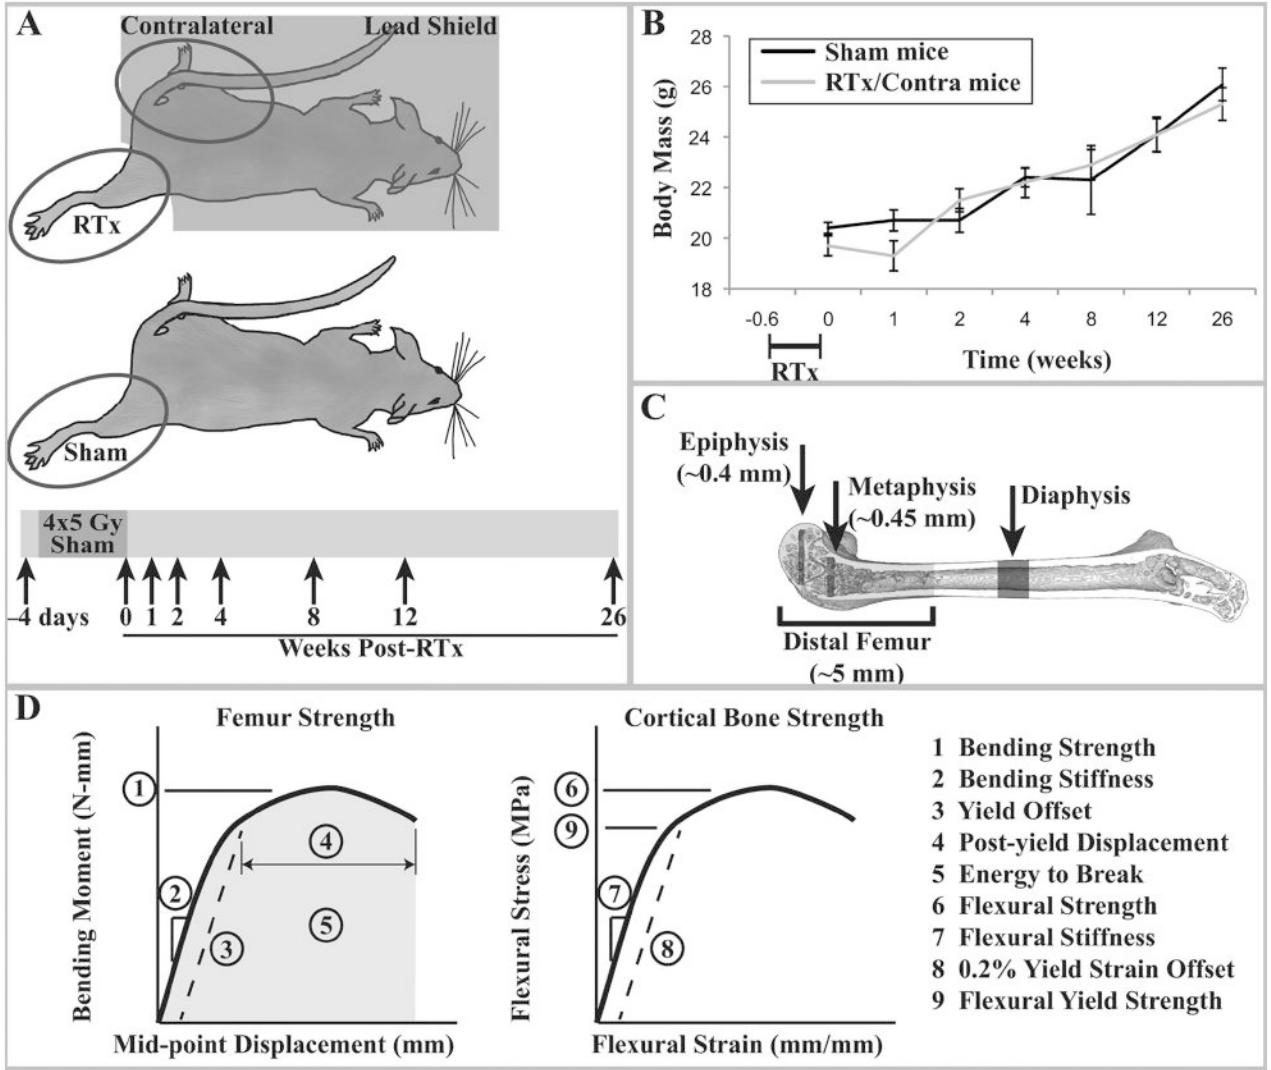 A
Contralateral
Lead Shield
RTx
Sham
4x5 Gy
Sham
–4 days 0 1 2 4 8 12 26
Weeks Post-RTx
B
Sham mice
RTx/Contra mice
Body Mass (g)
28
26
24
22
20
18
-0.6 0 1 2 4 8 12 26
RTx
Time (weeks)
C
Epiphysis
(~0.4 mm)
Metaphysis
(~0.45 mm)
Diaphysis
Distal Femur
(~5 mm)
D
Femur Strength
Bending Moment (N-mm)
1
2
3
4
5
Mid-point Displacement (mm)
Cortical Bone Strength
Flexural Stress (MPa)
6
9
7
8
Flexural Strain (mm/mm)
1 Bending Strength
2 Bending Stiffness
3 Yield Offset
4 Post-yield Displacement
5 Energy to Break
6 Flexural Strength
7 Flexural Stiffness
8 0.2% Yield Strain Offset
9 Flexural Yield Strength